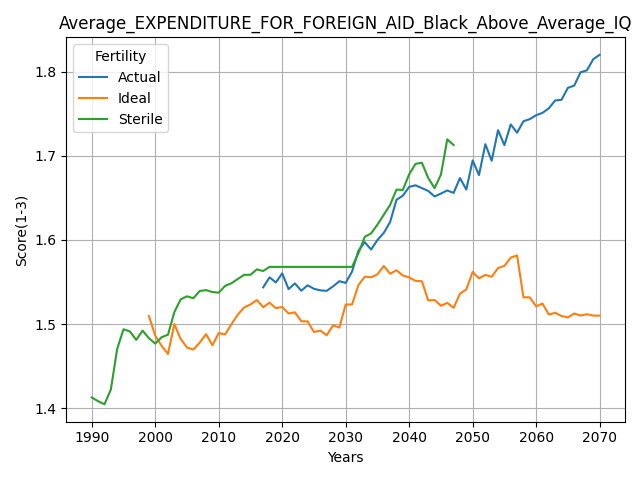 Average_EXPENDITURE_FOR_FOREIGN_AID_Black_Above_Average_IQ
Fertility
Actual
Ideal
Sterile
Score(1-3)
1.8
1.7
1.6
1.5
1.4
1990 2000 2010 2020 2030 2040 2050 2060 2070
Years